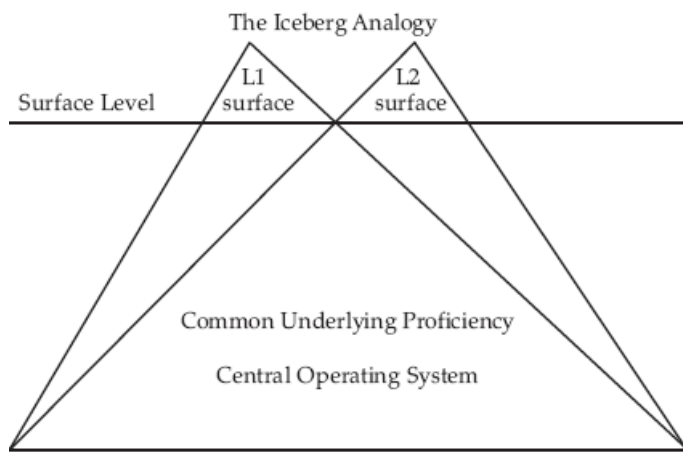 The Iceberg Analogy
L1
surface
L2
surface
Surface Level
Common Underlying Proficiency
Central Operating System